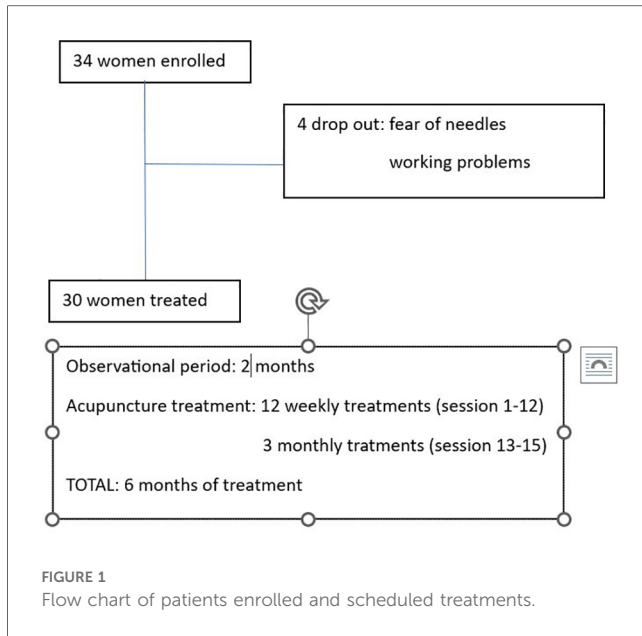 34 women enrolled
4 drop out: fear of needles
working problems
30 women treated
Observational period: 2 months
Acupuncture treatment: 12 weekly treatments (session 1-12)
3 monthly tratments (session 13-15)
TOTAL: 6 months of treatment
FIGURE 1
Flow chart of patients enrolled and scheduled treatments.